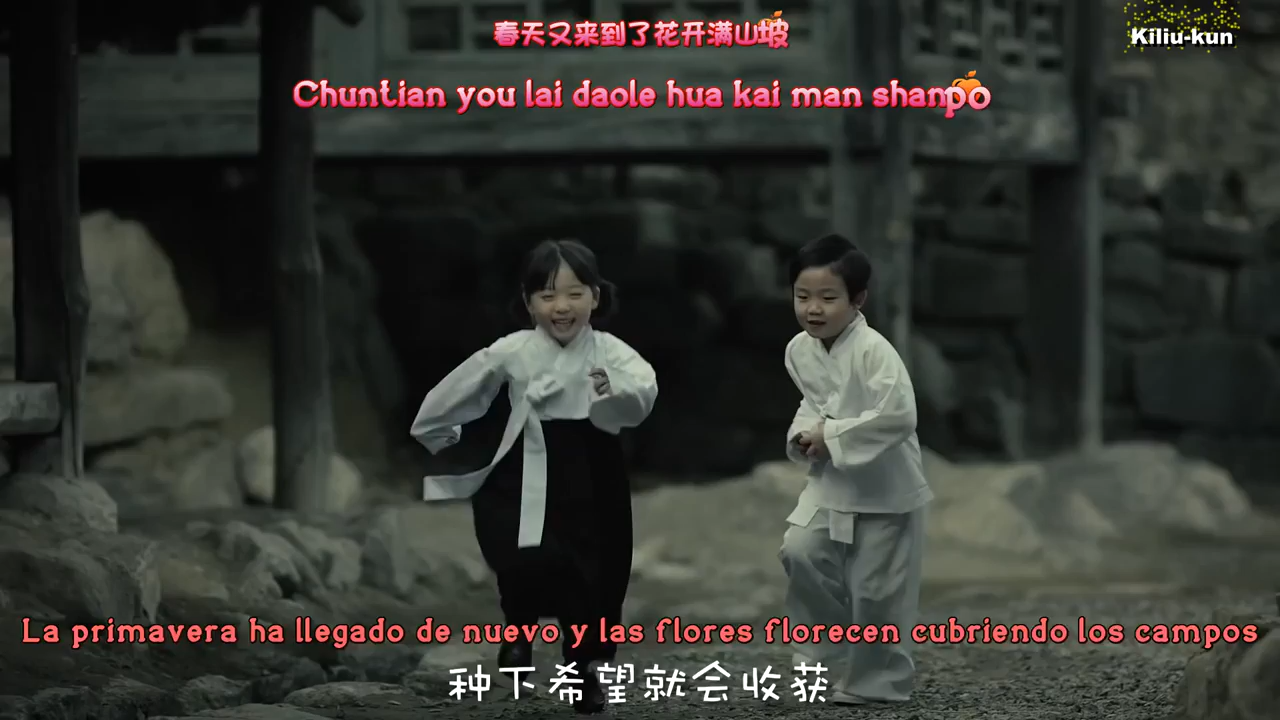 春天又来到了花开满山坡
Kiliu-kun
Chuntian you lai daole hua kai man shanpo
La primavera ha llegado de nuevo y las flores florecen cubriendo los campos
种下希望就会收获